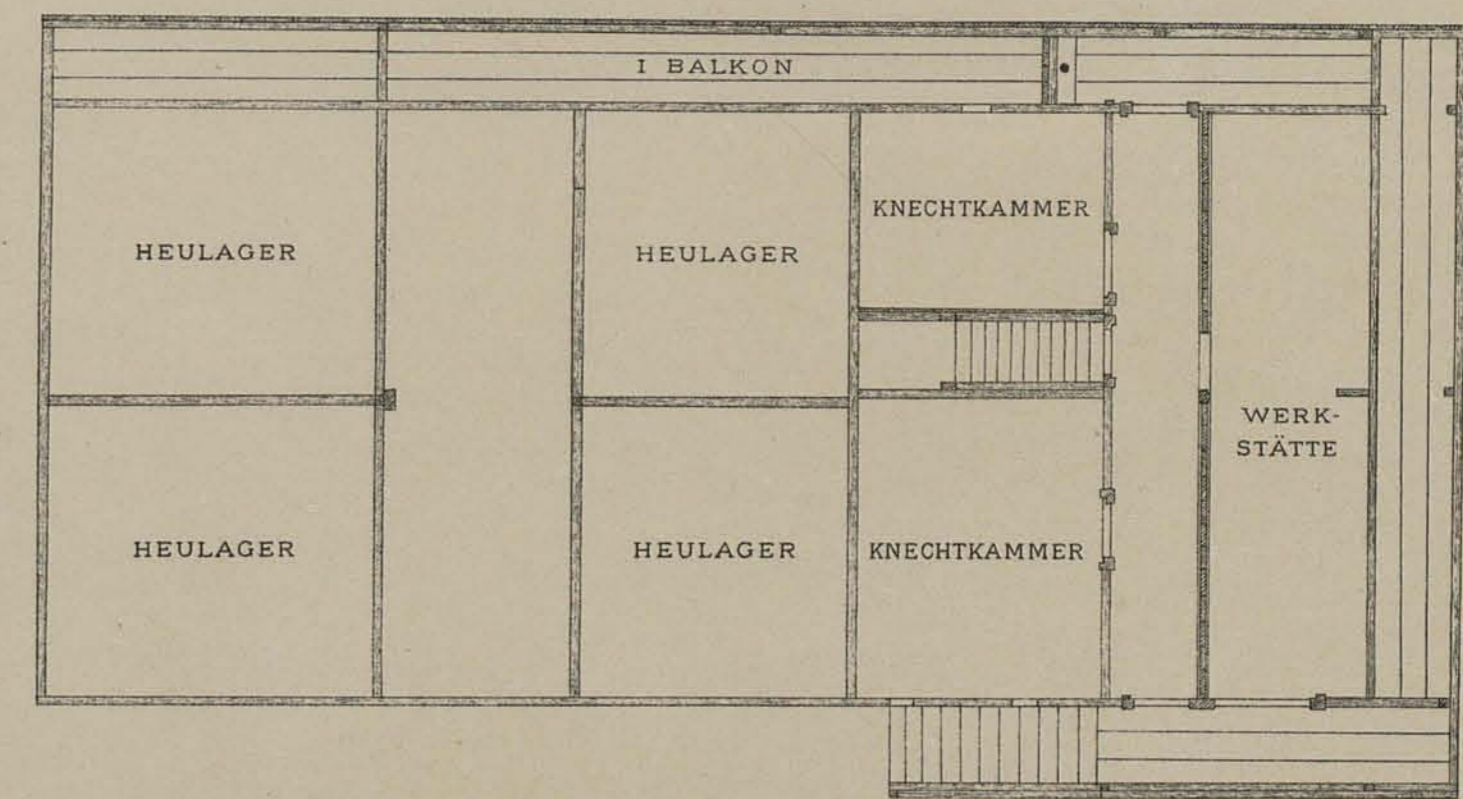 I BALKON
KNECHTKAMMER
HEULAGER
HEULAGER
WERK-
STÄTTE
HEULAGER
HEULAGER
KNECHTKAMMER